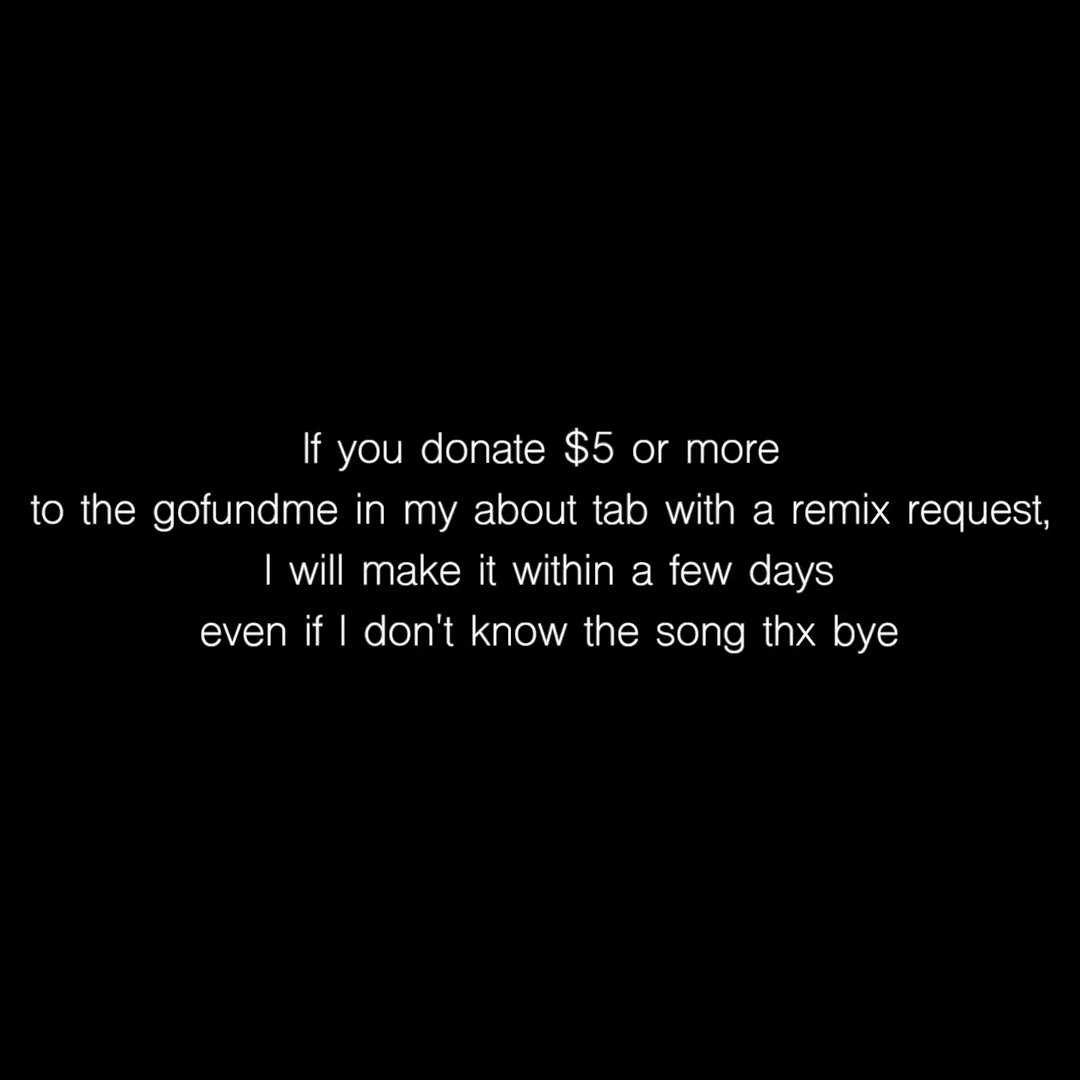 If you donate $5 or more
to the gofundme in my about tab with a remix request,
I will make it within a few days
even if I don't know the song thx bye